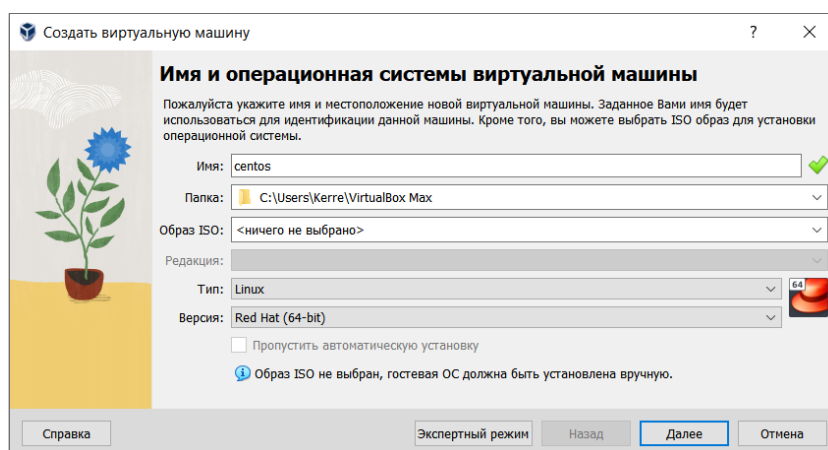 Создать виртуальную машину
?
Имя и операционная системы виртуальной машины
Пожалуйста укажите имя и местоположение новой виртуальной машины. Заданное Вами имя будет
использоваться для идентификации данной машины. Кроме того, вы можете выбрать ISO образ для установки
операционной системы.
Имя: centos
Папка: C:\Users\Kerre\VirtualBox Max
Образ ISO: <ничего не выбрано>
Редакция:
Тип: Linux
64
Версия: Red Hat (64-bit)
Пропустить автоматическую установку
Образ ISO не выбран, гостевая ОС должна быть установлена вручную.
Справка Экспертный режим Назад Далее Отмена